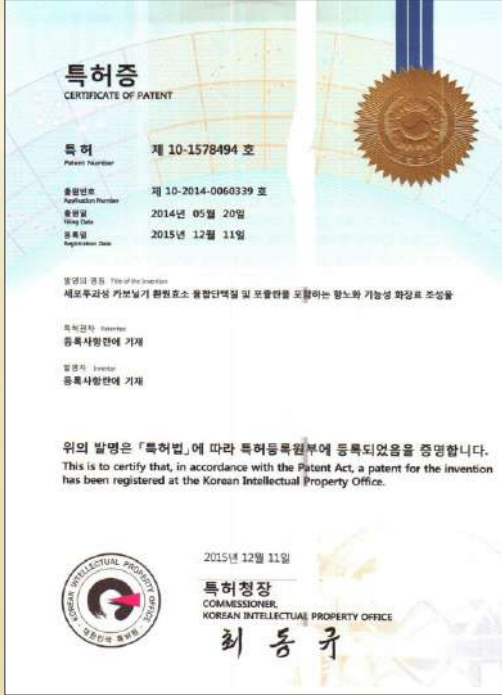 특허증
CERTIFICATE OF PATENT
특 허 제 10-1578494 호
Patent Number
출원번호 제 10-2014-0060339 호
Application Number
출원일 2014년 05월 20일
Filing Date
등록일 2015년 12월 11일
Registration Date
발명의 명칭 Title of the Invention
세포투과성 카보닐기 환원효소 융합단백질 및 포출란을 포함하는 항노화 기능성 화장료 조성물
특허권자 Patentee
등록사항란에 기재
발명자 Inventor
등록사항란에 기재
위의 발명은 「특허법」에 따라 특허등록원부에 등록되었음을 증명합니다.
This is to certify that, in accordance with the Patent Act, a patent for the invention
has been registered at the Korean Intellectual Property Office.
2015년 12월 11일
특허청장
COMMISSIONER,
KOREAN INTELLECTUAL PROPERTY OFFICE
최동규
KOREAN INTELLECTUAL PROPERTY OFFICE
대한민국 특허청